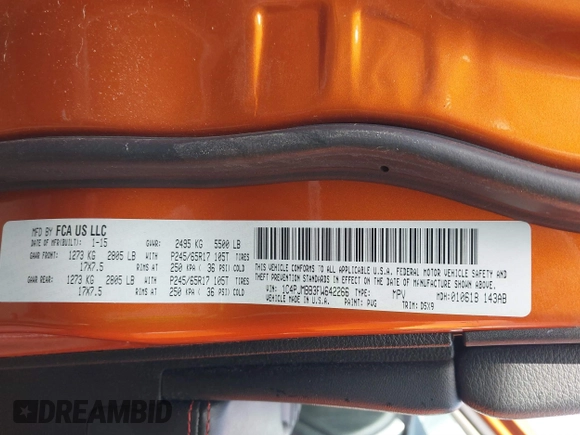 MFD BY FCA US LLC
DATE OF MFR(BUILT): 1-15 GVWR: 2495 KG 5500 LB
GAWR FRONT: 1273 KG 2805 LB WITH P245/65R17 105T TIRES
17X7.5 RIMS AT 250 KPA ( 36 PSI) COLD
GAWR REAR: 1273 KG 2805 LB WITH P245/65R17 105T TIRES
17X7.5 RIMS AT 250 KPA ( 36 PSI) COLD
THIS VEHICLE CONFORMS TO ALL APPLICABLE U.S.A. FEDERAL MOTOR VEHICLE SAFETY AND
THEFT PREVENTION STANDARDS IN EFFECT ON THE DATE OF MANUFACTURE SHOWN ABOVE.
VIN: 1C4PJMBB3FW642266 TYPE: MPV MDH: 010618 143AB
VEHICLE MADE IN U.S.A. PAINT: PVG TRIM: DSX9
DREAMBID